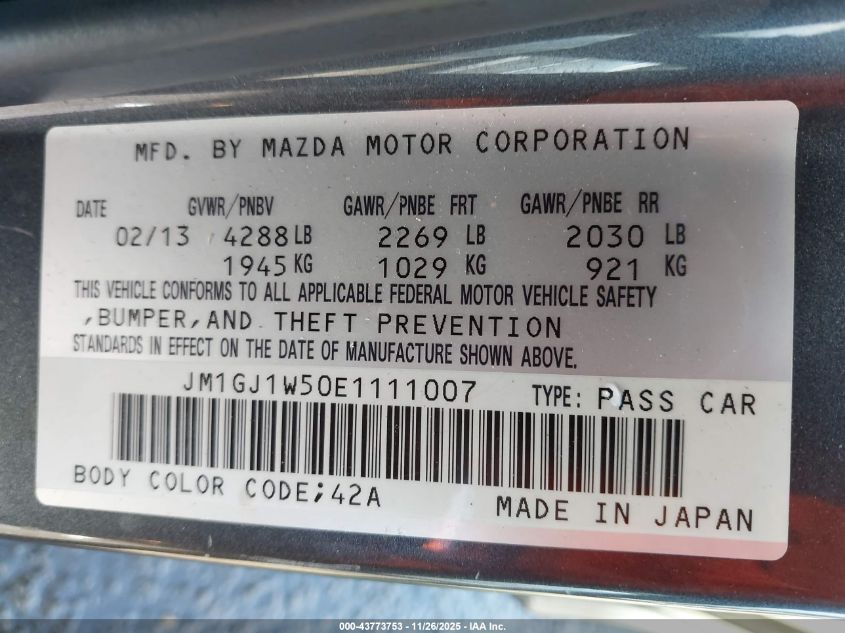 MFD. BY MAZDA MOTOR CORPORATION
DATE GVWR/PNBV GAWR/PNBE FRT GAWR/PNBE RR
02/13 4288 LB 2269 LB 2030 LB
1945 KG 1029 KG 921 KG
THIS VEHICLE CONFORMS TO ALL APPLICABLE FEDERAL MOTOR VEHICLE SAFETY
,BUMPER,AND THEFT PREVENTION
STANDARDS IN EFFECT ON THE DATE OF MANUFACTURE SHOWN ABOVE.
JM1GJ1W50E1111007 TYPE: PASS CAR
BODY COLOR CODE;42A MADE IN JAPAN
000-43773753 - 11/26/2025 - IAA Inc.